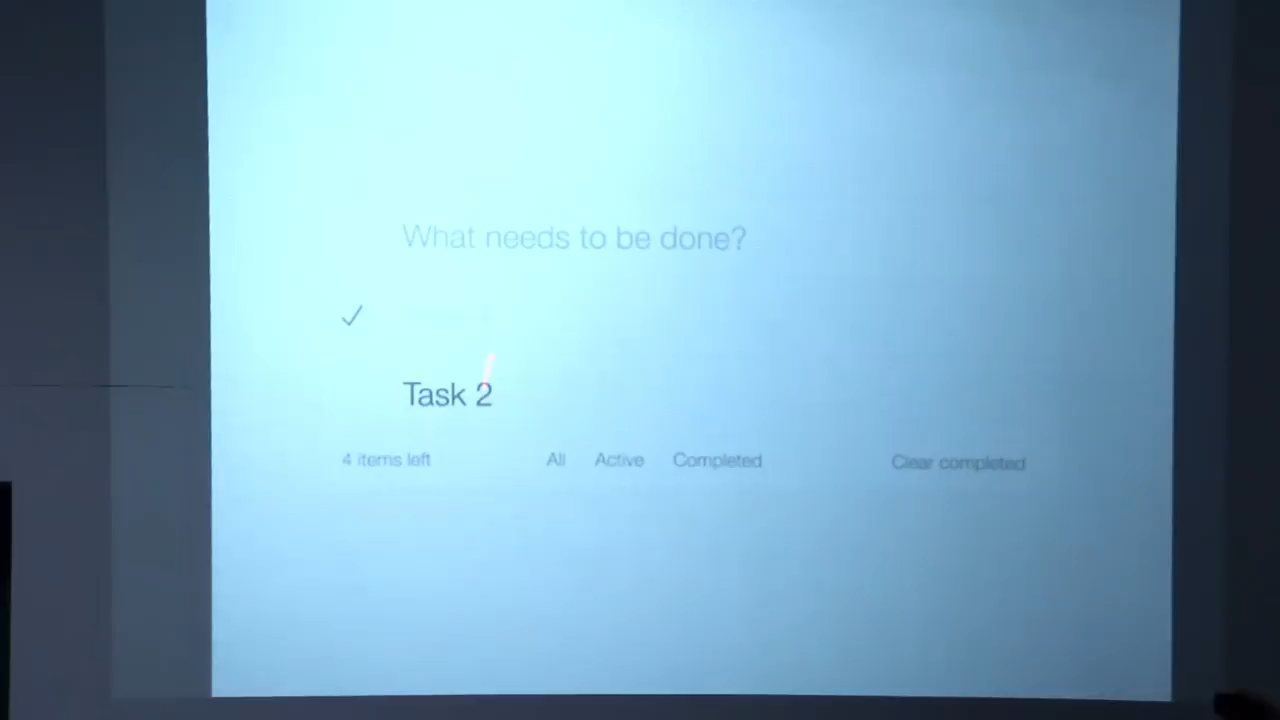 What needs to be done?
Task 2
4 items left All Active Completed Clear completed